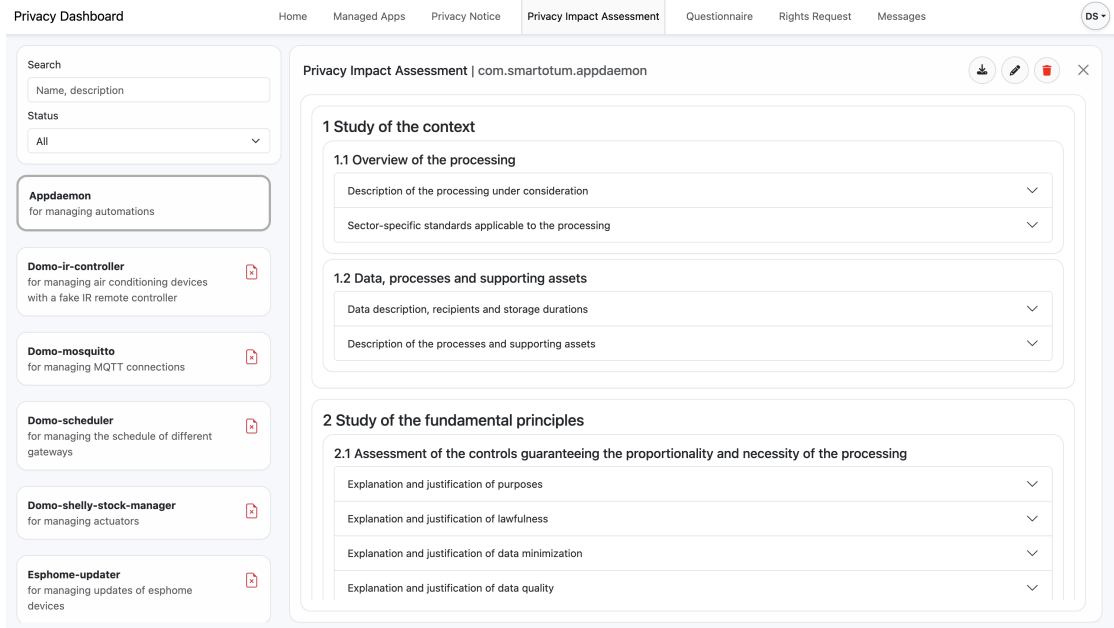 Privacy Dashboard
Home
Managed Apps
Privacy Notice
Privacy Impact Assessment
Questionnaire
Rights Request
Messages
DS
Search
Name, description
Status
All
Appdaemon
for managing automations
Domo-ir-controller
for managing air conditioning devices
with a fake IR remote controller
Domo-mosquitto
for managing MQTT connections
Domo-scheduler
for managing the schedule of different
gateways
Domo-shelly-stock-manager
for managing actuators
Esphome-updater
for managing updates of esphome
devices
Privacy Impact Assessment | com.smartotum.appdaemon
1 Study of the context
1.1 Overview of the processing
Description of the processing under consideration
Sector-specific standards applicable to the processing
1.2 Data, processes and supporting assets
Data description, recipients and storage durations
Description of the processes and supporting assets
2 Study of the fundamental principles
2.1 Assessment of the controls guaranteeing the proportionality and necessity of the processing
Explanation and justification of purposes
Explanation and justification of lawfulness
Explanation and justification of data minimization
Explanation and justification of data quality